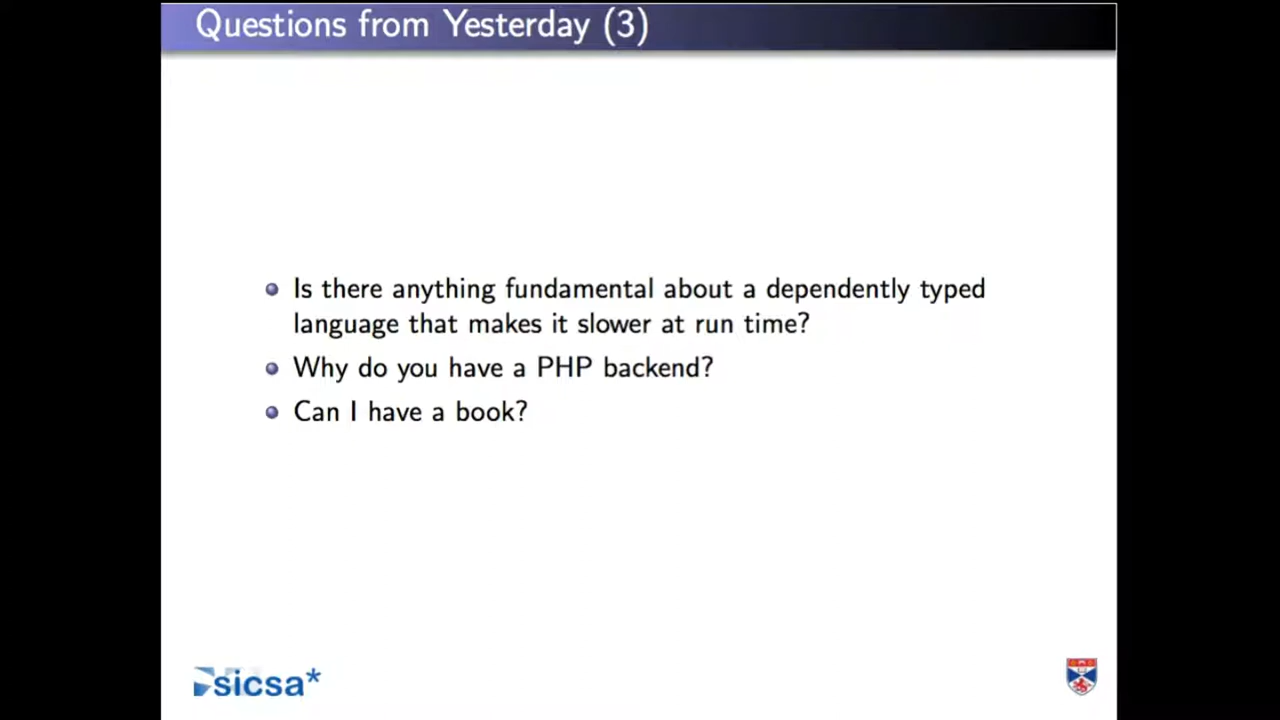 Questions from Yesterday (3)
Is there anything fundamental about a dependently typed
language that makes it slower at run time?
Why do you have a PHP backend?
Can I have a book?
sicsa*